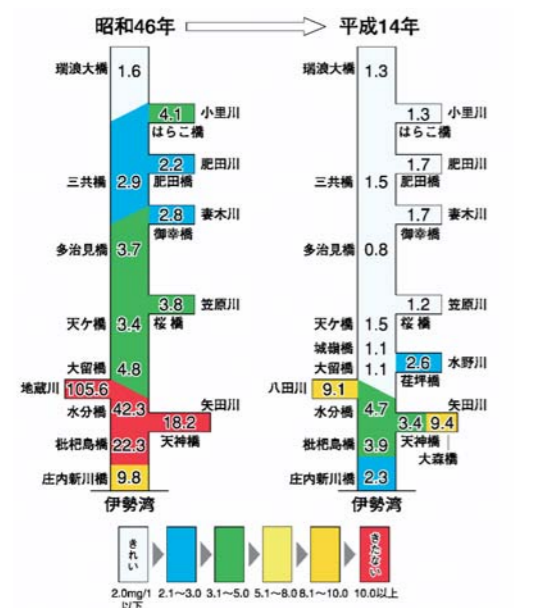 昭和46年 平成14年
瑞浪大橋 1.6
4.1 小里川
はらこ橋
2.2 肥田川
三共橋 2.9 肥田橋
2.8 妻木川
御幸橋
多治見橋 3.7
3.8 笠原川
天ケ橋 3.4 桜橋
大留橋 4.8
地蔵川 105.6
水分橋 42.3 矢田川
18.2
天神橋
枇杷島橋 22.3
庄内新川橋 9.8
伊勢湾
瑞浪大橋 1.3
1.3 小里川
はらこ橋
1.7 肥田川
三共橋 1.5 肥田橋
1.7 妻木川
御幸橋
多治見橋 0.8
1.2 笠原川
天ケ橋 1.5 桜橋
城嶺橋 1.1
大留橋 1.1 2.6 水野川
荏坪橋
八田川 9.1
水分橋 4.7 矢田川
3.4 9.4
枇杷島橋 3.9 天神橋
大森橋
庄内新川橋 2.3
伊勢湾
きれい きたない
2.0mg/1 2.1～3.0 3.1～5.0 5.1～8.0 8.1～10.0 10.0以上
以下